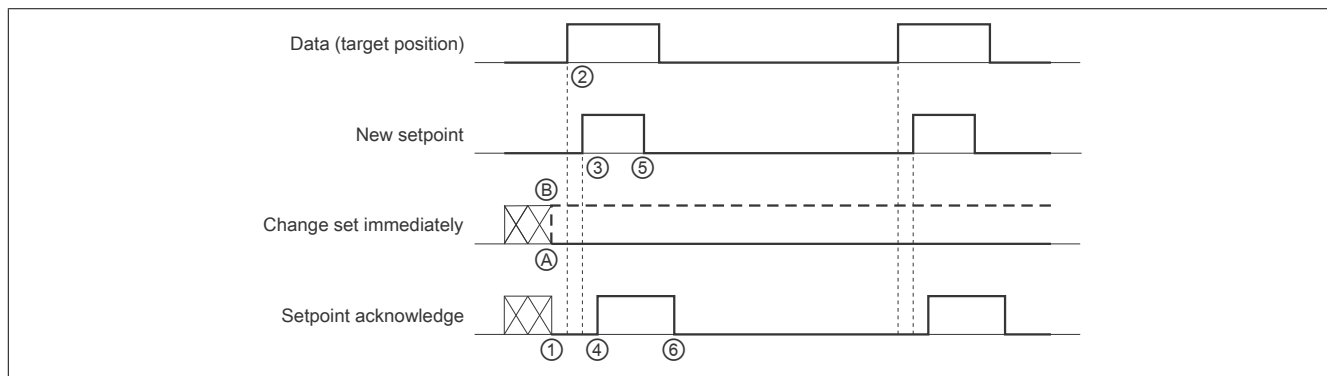 Data (target position)
②
New setpoint
③ ⑤
Ⓑ
Change set immediately
Ⓐ
Setpoint acknowledge
① ④ ⑥